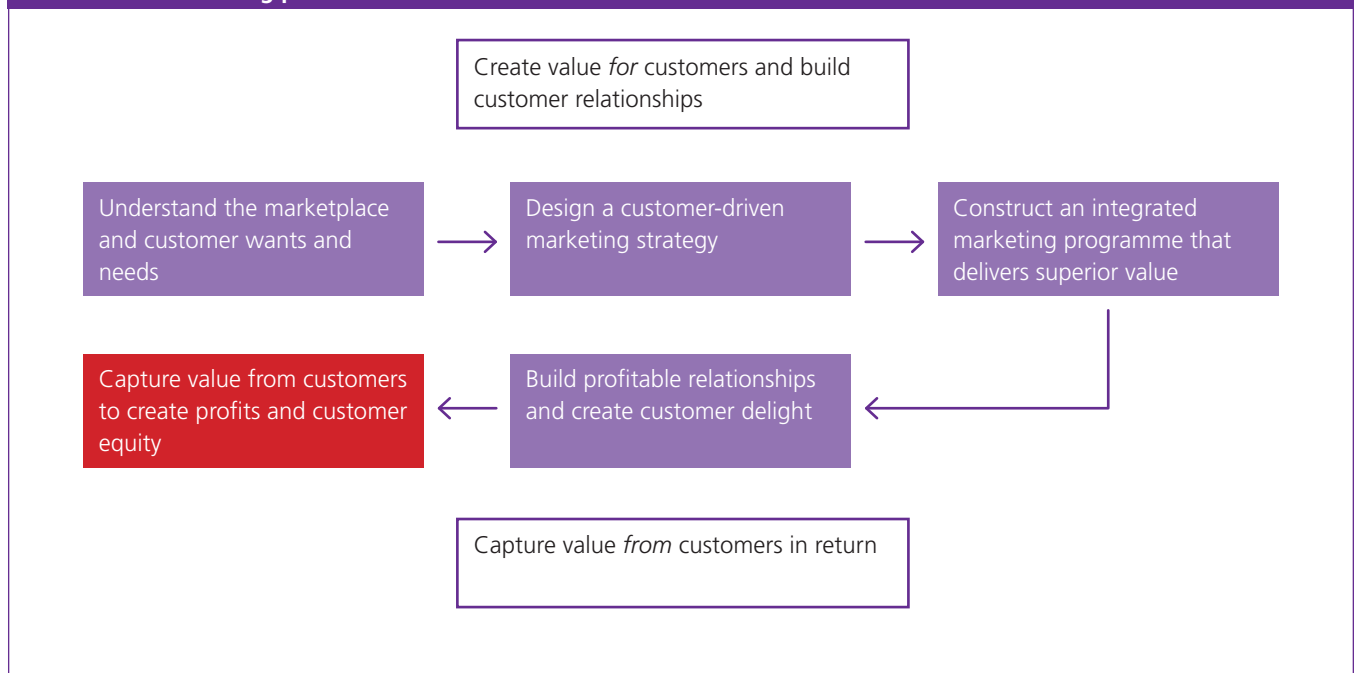 Create value for customers and build
customer relationships
Understand the marketplace
and customer wants and
needs
Design a customer-driven
marketing strategy
Construct an integrated
marketing programme that
delivers superior value
Capture value from customers
to create profits and customer
equity
Build profitable relationships
and create customer delight
Capture value from customers in return